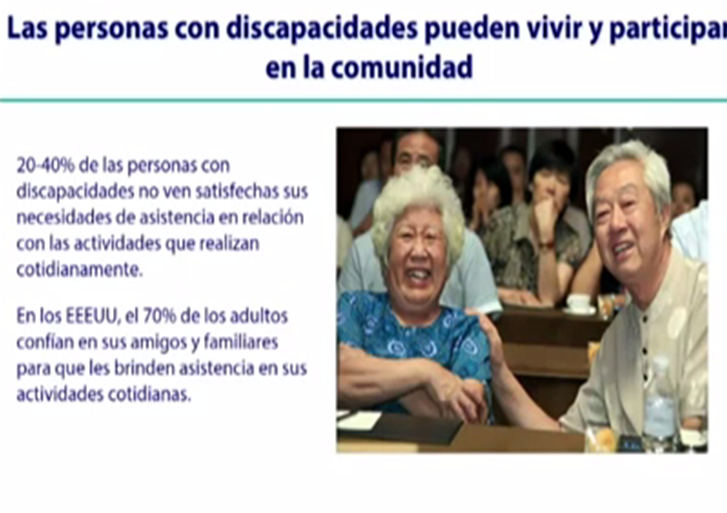 Las personas con discapacidades pueden vivir y participar
en la comunidad
20-40% de las personas con
discapacidades no ven satisfechas sus
necesidades de asistencia en relación
con las actividades que realizan
cotidianamente.
En los EEEUU, el 70% de los adultos
confían en sus amigos y familiares
para que les brinden asistencia en sus
actividades cotidianas.